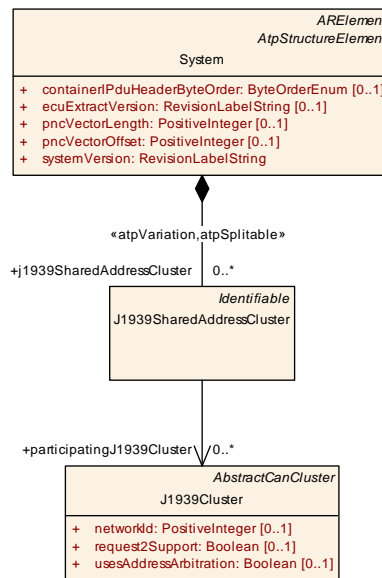 ARElemen
AtpStructureElemen
System
+ containerIPduHeaderByteOrder: ByteOrderEnum [0..1]
+ ecuExtractVersion: RevisionLabelString [0..1]
+ pncVectorLength: PositiveInteger [0..1]
+ pncVectorOffset: PositiveInteger [0..1]
+ systemVersion: RevisionLabelString
«atpVariation,atpSplitable»
+j1939SharedAddressCluster 0..*
Identifiable
J1939SharedAddressCluster
+participatingJ1939Cluster 0..*
AbstractCanCluster
J1939Cluster
+ networkId: PositiveInteger [0..1]
+ request2Support: Boolean [0..1]
+ usesAddressArbitration: Boolean [0..1]